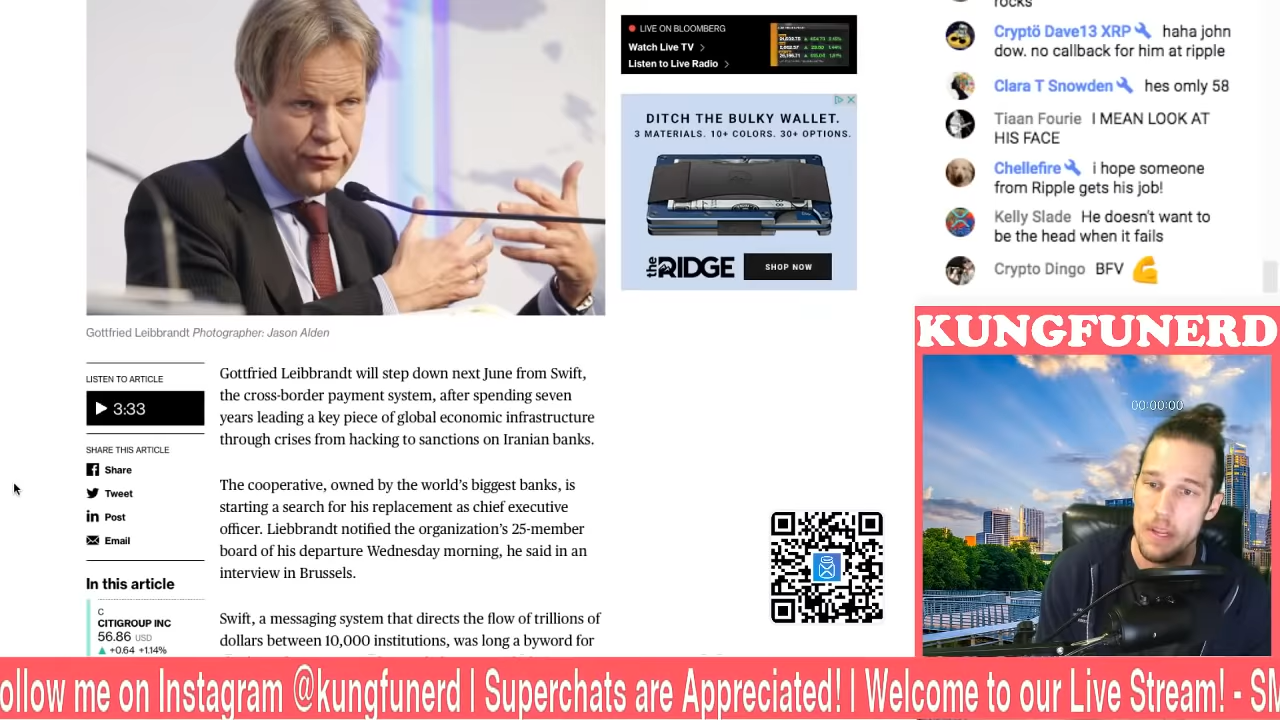 LIVE ON BLOOMBERG
Watch Live TV
Listen to Live Radio
DITCH THE BULKY WALLET.
3 MATERIALS. 10+ COLORS. 30+ OPTIONS.
the RIDGE
SHOP NOW
Gottfried Leibbrandt Photographer: Jason Alden
LISTEN TO ARTICLE
3:33
SHARE THIS ARTICLE
Share
Tweet
Post
Email
In this article
C
CITIGROUP INC
56.86 USD
▲ +0.64 +1.14%
Gottfried Leibbrandt will step down next June from Swift,
the cross-border payment system, after spending seven
years leading a key piece of global economic infrastructure
through crises from hacking to sanctions on Iranian banks.
The cooperative, owned by the world’s biggest banks, is
starting a search for his replacement as chief executive
officer. Liebbrandt notified the organization’s 25-member
board of his departure Wednesday morning, he said in an
interview in Brussels.
Swift, a messaging system that directs the flow of trillions of
dollars between 10,000 institutions, was long a byword for
rocks
Cryptö Dave13 XRP haha john
dow. no callback for him at ripple
Clara T Snowden hes omly 58
Tiaan Fourie I MEAN LOOK AT
HIS FACE
Chellefire i hope someone
from Ripple gets his job!
Kelly Slade He doesn't want to
be the head when it fails
Crypto Dingo BFV
KUNGFUNERD
00:00:00
ollow me on Instagram @kungfunerd | Superchats are Appreciated! | Welcome to our Live Stream! - SM